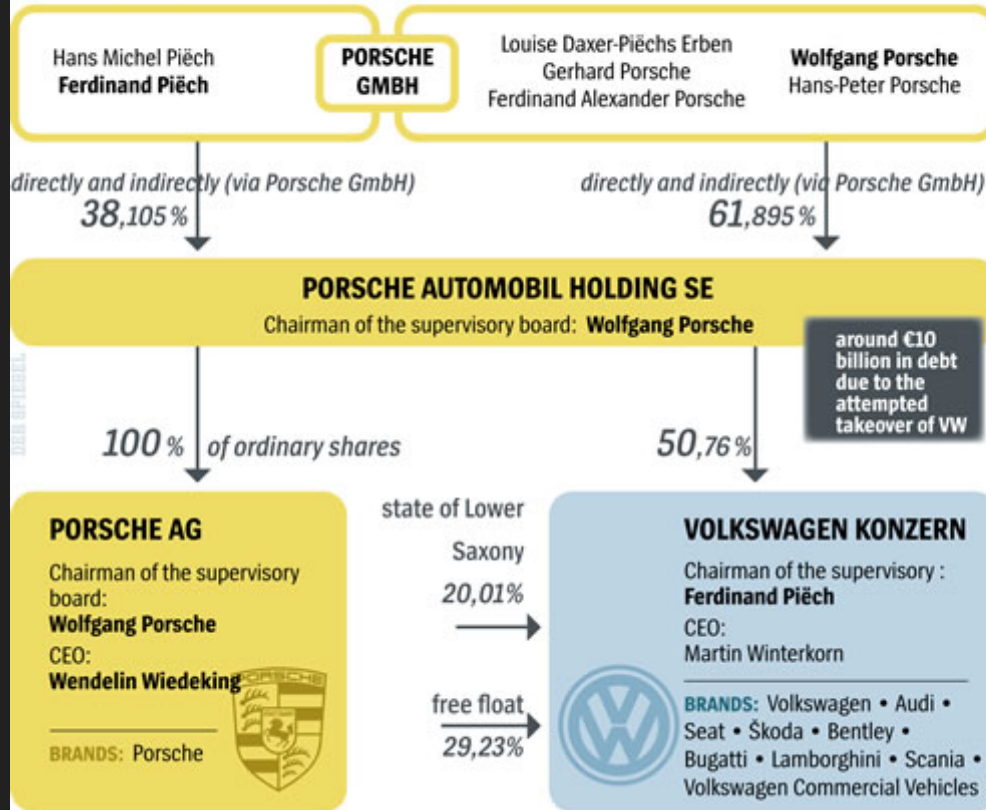 Hans Michel Piëch
Ferdinand Piëch
PORSCHE
GMBH
Louise Daxer-Piëchs Erben
Gerhard Porsche
Ferdinand Alexander Porsche
Wolfgang Porsche
Hans-Peter Porsche
directly and indirectly (via Porsche GmbH)
38,105 %
directly and indirectly (via Porsche GmbH)
61,895 %
PORSCHE AUTOMOBIL HOLDING SE
Chairman of the supervisory board: Wolfgang Porsche
around €10
billion in debt
due to the
attempted
takeover of VW
DER SPIEGEL
100 % of ordinary shares
50,76 %
PORSCHE AG
Chairman of the supervisory
board:
Wolfgang Porsche
CEO:
Wendelin Wiedeking
PORSCHE
BRANDS: Porsche
state of Lower
Saxony
20,01%
free float
29,23%
VOLKSWAGEN KONZERN
Chairman of the supervisory :
Ferdinand Piëch
CEO:
Martin Winterkorn
BRANDS: Volkswagen • Audi •
Seat • Škoda • Bentley •
Bugatti • Lamborghini • Scania •
Volkswagen Commercial Vehicles